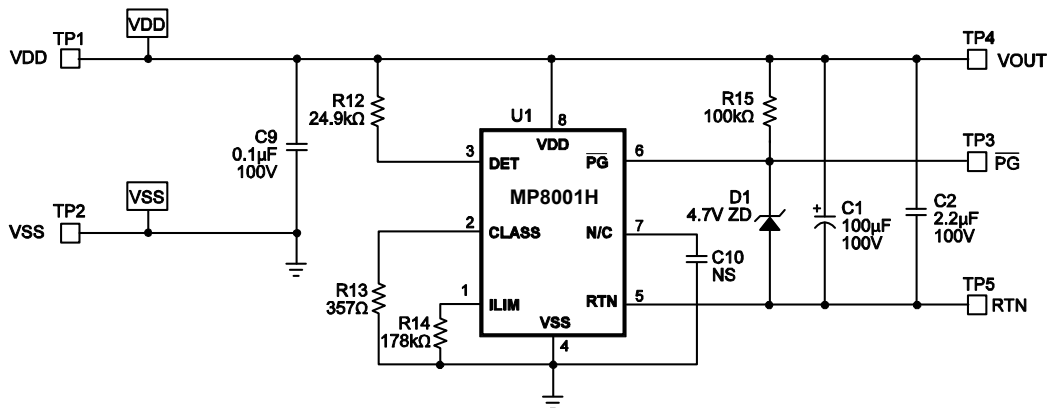 VDD
TP1
VDD
TP4
VOUT
R12
24.9kΩ
U1
8
VDD
R15
100kΩ
C9
0.1µF
100V
3
DET
PG
6
TP3
PG
MP8001H
VSS
TP2
VSS
D1
4.7V ZD
C1
100µF
100V
+
C2
2.2µF
100V
2
CLASS
N/C
7
C10
NS
R13
357Ω
1
ILIM
RTN
5
TP5
RTN
R14
178kΩ
VSS
4